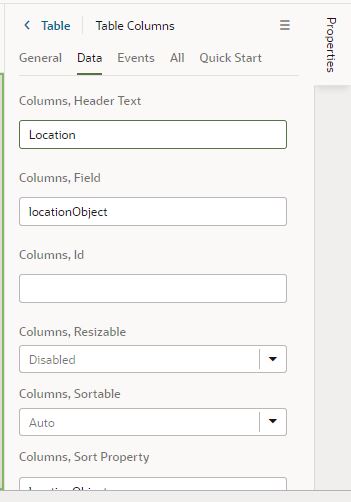 Table
Table Columns
Properties
General
Data
Events
All
Quick Start
Columns, Header Text
Location
Columns, Field
locationObject
Columns, Id
Columns, Resizable
Disabled
Columns, Sortable
Auto
Columns, Sort Property